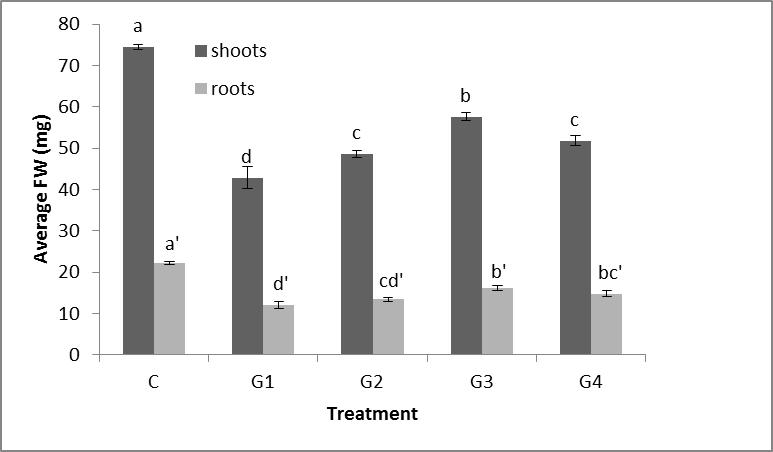 80
70
60
50
40
30
20
10
0
Average FW (mg)
shoots
roots
a
a'
d
d'
c
cd'
b
b'
c
bc'
C G1 G2 G3 G4
Treatment